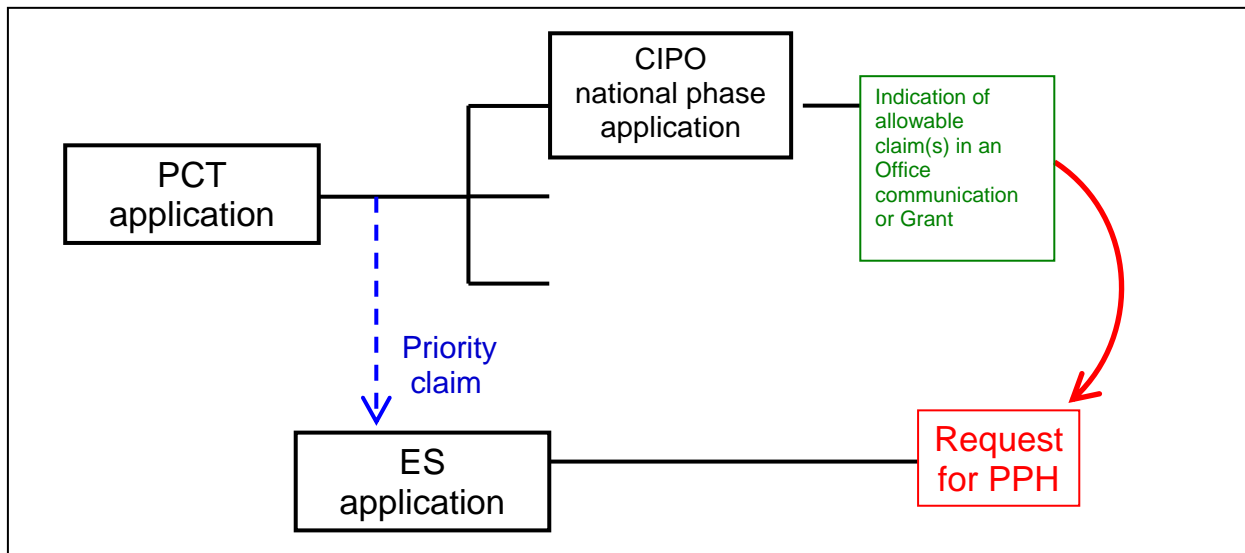 CIPO
national phase
application
Indication of
allowable
claim(s) in an
Office
communication
or Grant
PCT
application
Priority
claim
ES
application
Request
for PPH